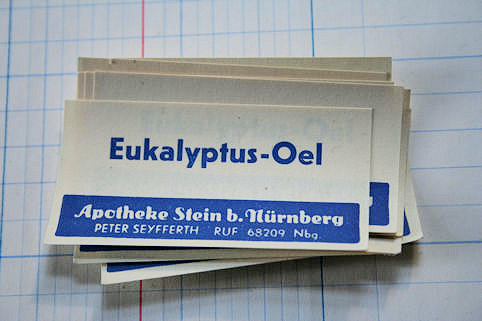 Eukalyptus-Oel
Apotheke Stein b. Nürnberg
PETER SEYFFERTH RUF 68209 Nbg.